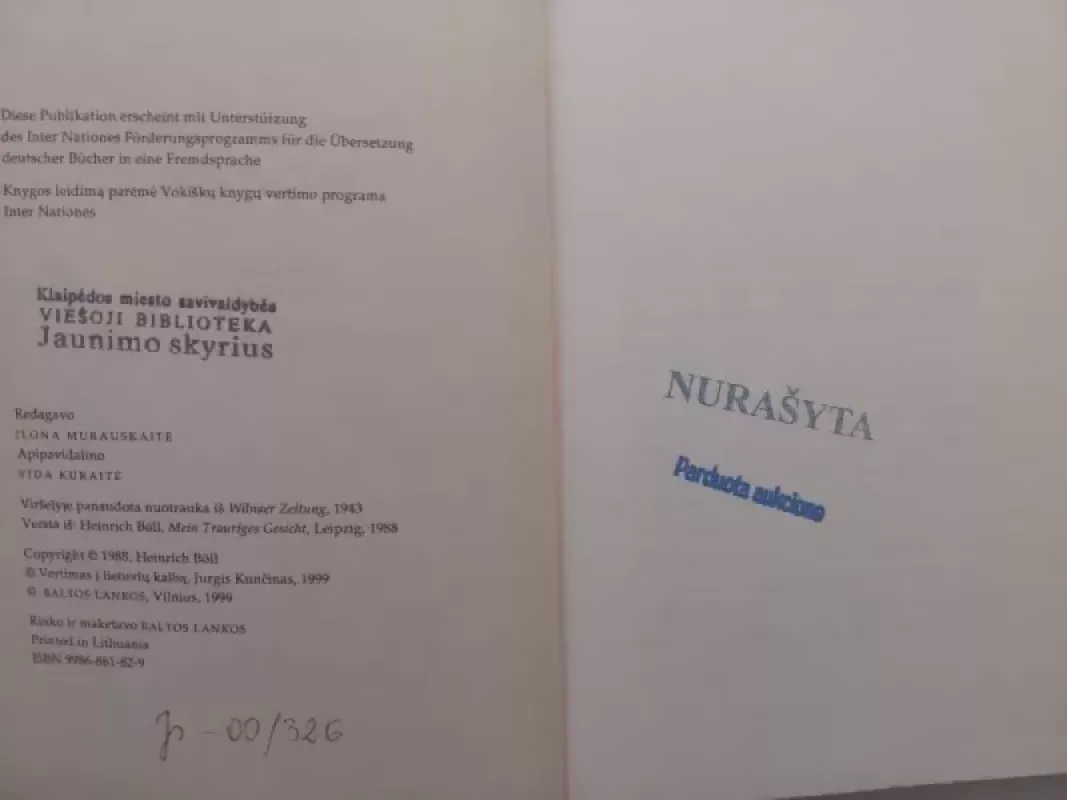 Diese Publikation erscheint mit Unterstützung
des Inter Nationes Förderungsprogramms für die Übersetzung
deutscher Bücher in eine Fremdsprache
Knygos leidimą parėmė Vokiškų knygų vertimo programa
Inter Nationes
Klaipėdos miesto savivaldybės
VIEŠOJI BIBLIOTEKA
Jaunimo skyrius
Redagavo
ILONA MURAUSKAITĖ
Apipavidalino
VIDA KURAITĖ
Viršelyje panaudota nuotrauka iš Wilnaer Zeitung, 1943
Versta iš: Heinrich Böll, Mein Trauriges Gesicht, Leipzig, 1988
Copyright © 1988, Heinrich Böll
© Vertimas į lietuvių kalbą, Jurgis Kunčinas, 1999
© BALTOS LANKOS, Vilnius, 1999
Rinko ir maketavo BALTOS LANKOS
Printed in Lithuania
ISBN 9986-861-82-9
Jr - 00/326
NURAŠYTA
Parduota aukcione